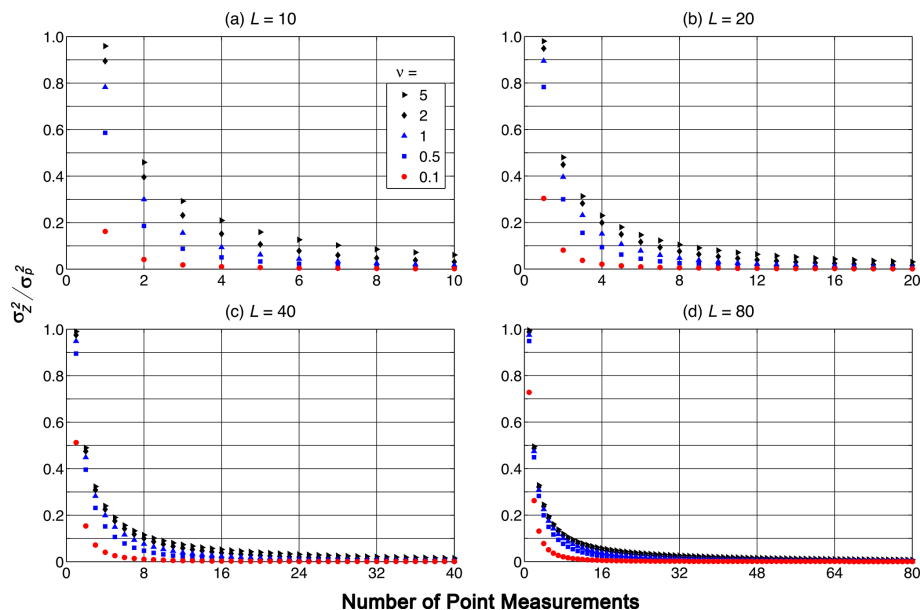 (a) L = 10
(b) L = 20
1.0
0.8
0.6
0.4
0.2
0
0 2 4 6 8 10
ν =
5
2
1
0.5
0.1
1.0
0.8
0.6
0.4
0.2
0
0 4 8 12 16 20
σZ²/σP²
(c) L = 40
(d) L = 80
1.0
0.8
0.6
0.4
0.2
0
0 8 16 24 32 40
1.0
0.8
0.6
0.4
0.2
0
0 16 32 48 64 80
Number of Point Measurements